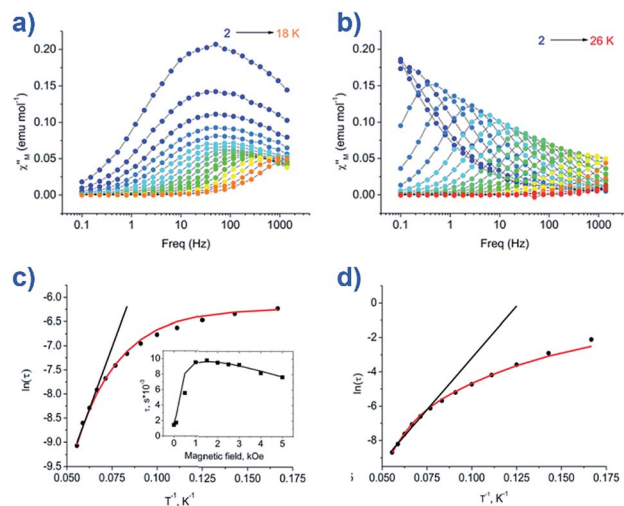 a)
2 → 18 K
χ"M (emu mol⁻¹)
0.20
0.15
0.10
0.05
0.00
0.1 1 10 100 1000
Freq (Hz)
b)
2 → 26 K
χ"M (emu mol⁻¹)
0.20
0.15
0.10
0.05
0.00
0.1 1 10 100 1000
Freq (Hz)
c)
ln(τ)
-6.0
-6.5
-7.0
-7.5
-8.0
-8.5
-9.0
-9.5
0.050 0.075 0.100 0.125 0.150 0.175
T⁻¹, K⁻¹
τ, s*10⁻³
10
8
6
4
2
0
0 1 2 3 4 5
Magnetic field, kOe
d)
ln(τ)
0
-2
-4
-6
-8
0.050 0.075 0.100 0.125 0.150 0.175
T⁻¹, K⁻¹